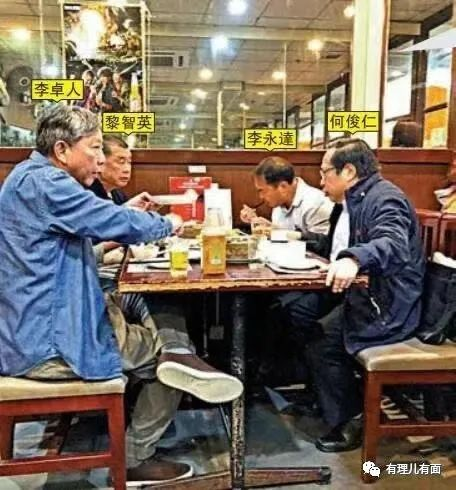 李卓人
黎智英
李永達
何俊仁
有理儿有面